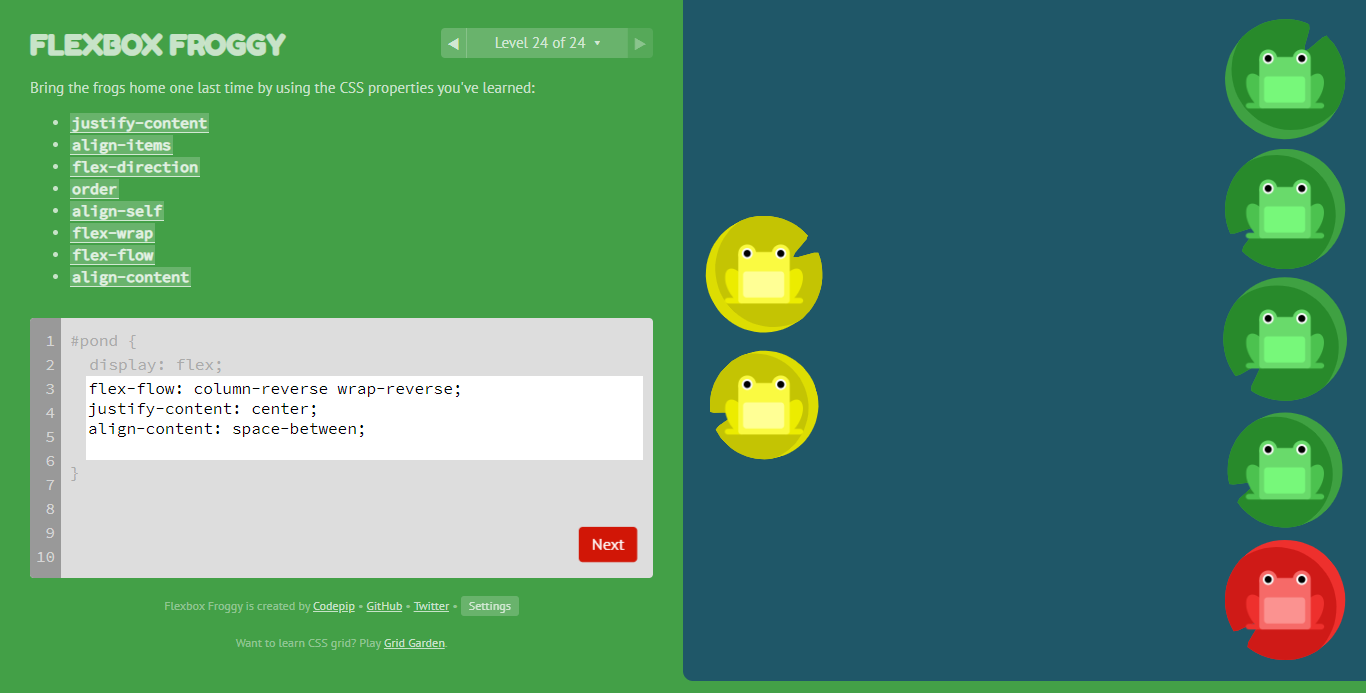 FLEXBOX FROGGY
◀ Level 24 of 24 ▾ ▶
Bring the frogs home one last time by using the CSS properties you've learned:
• justify-content
• align-items
• flex-direction
• order
• align-self
• flex-wrap
• flex-flow
• align-content
1 #pond {
2 display: flex;
3 flex-flow: column-reverse wrap-reverse;
4 justify-content: center;
5 align-content: space-between;
6
7 }
8
9
10
Next
Flexbox Froggy is created by Codepip • GitHub • Twitter • Settings
Want to learn CSS grid? Play Grid Garden.